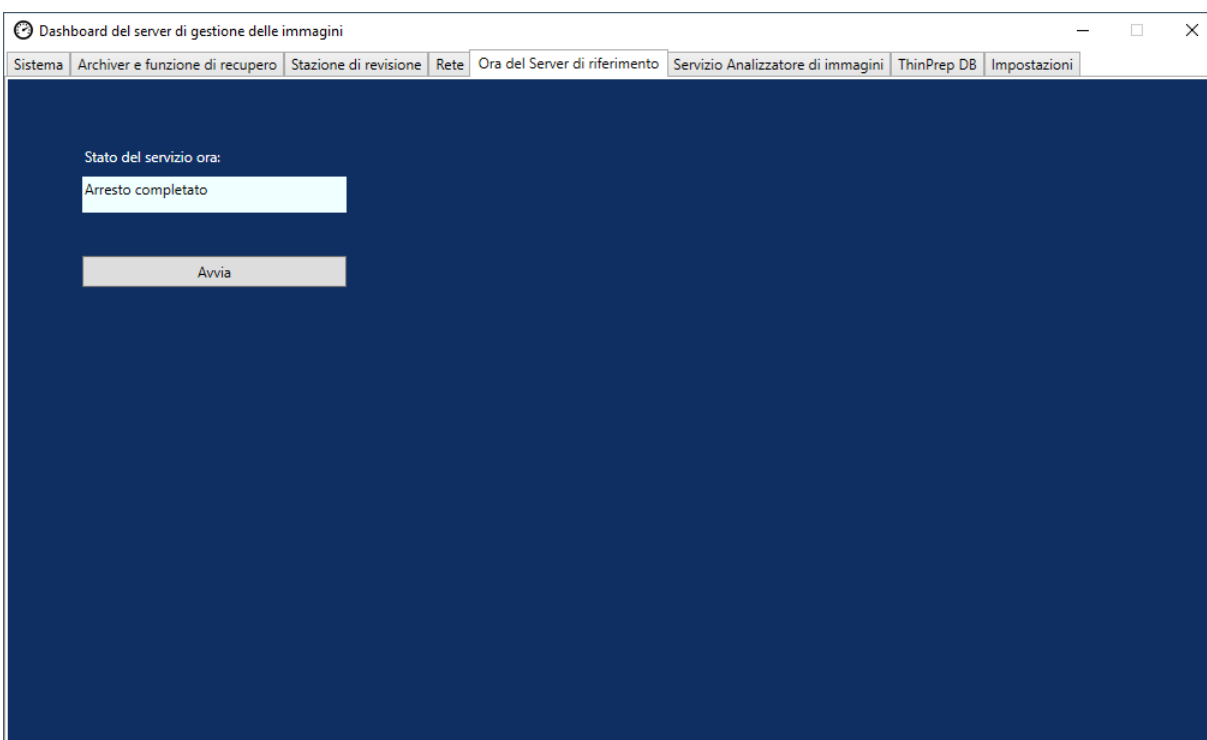 Dashboard del server di gestione delle immagini
Sistema Archiver e funzione di recupero Stazione di revisione Rete Ora del Server di riferimento Servizio Analizzatore di immagini ThinPrep DB Impostazioni
Stato del servizio ora:
Arresto completato
Avvia